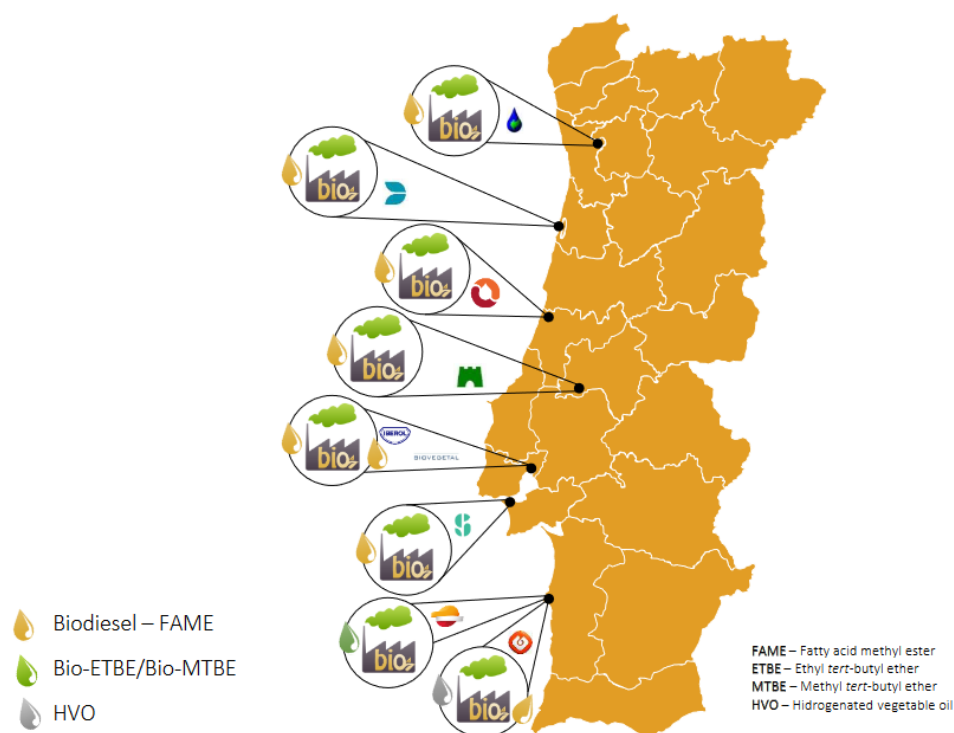 bio
bio
bio
bio
IBEROL
BIOVEGETAL
bio
bio
bio
bio
Biodiesel – FAME
Bio-ETBE/Bio-MTBE
HVO
FAME – Fatty acid methyl ester
ETBE – Ethyl tert-butyl ether
MTBE – Methyl tert-butyl ether
HVO – Hidrogenated vegetable oil